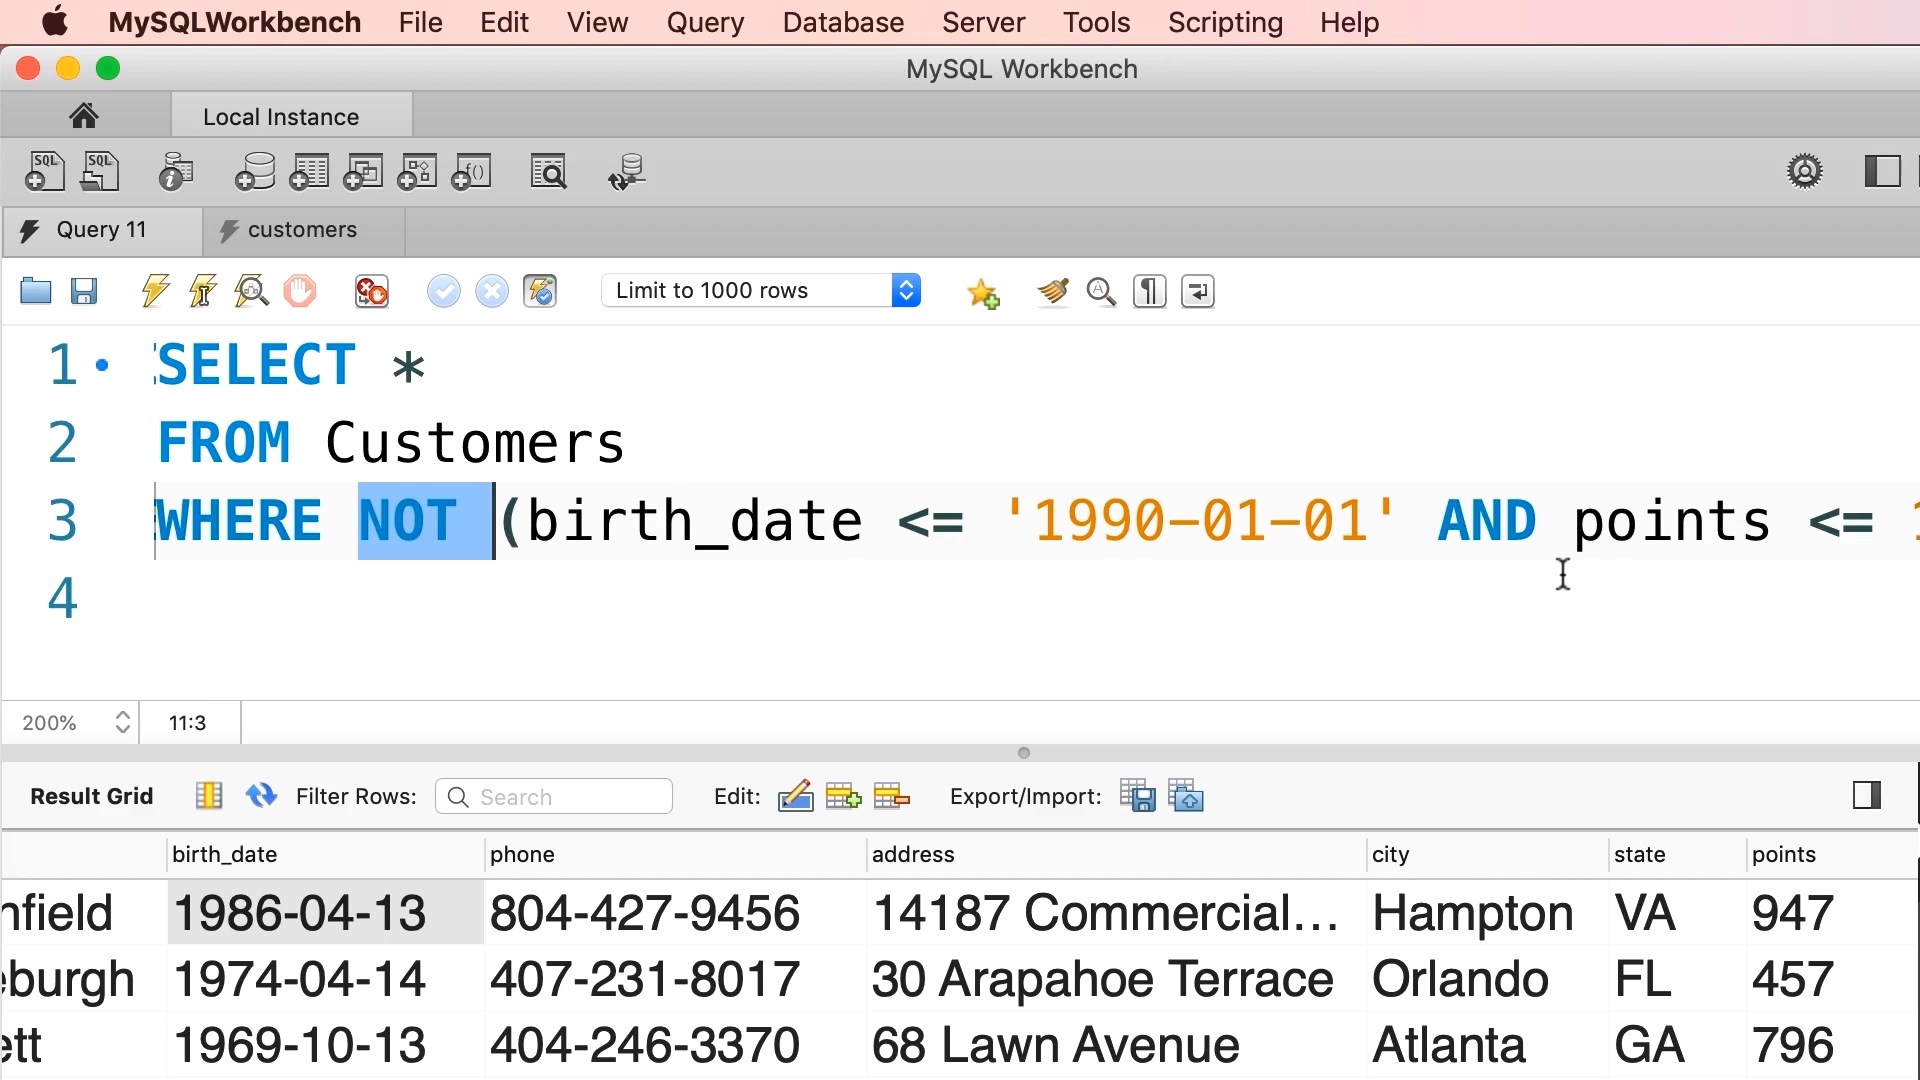 MySQLWorkbench File Edit View Query Database Server Tools Scripting Help
MySQL Workbench
Local Instance
SQL SQL
Query 11 customers
Limit to 1000 rows
1 SELECT *
2 FROM Customers
3 WHERE NOT (birth_date <= '1990-01-01' AND points <=
4
200% 11:3
Result Grid Filter Rows: Search Edit: Export/Import:
birth_date phone address city state points
nfield 1986-04-13 804-427-9456 14187 Commercial... Hampton VA 947
eburgh 1974-04-14 407-231-8017 30 Arapahoe Terrace Orlando FL 457
ett 1969-10-13 404-246-3370 68 Lawn Avenue Atlanta GA 796